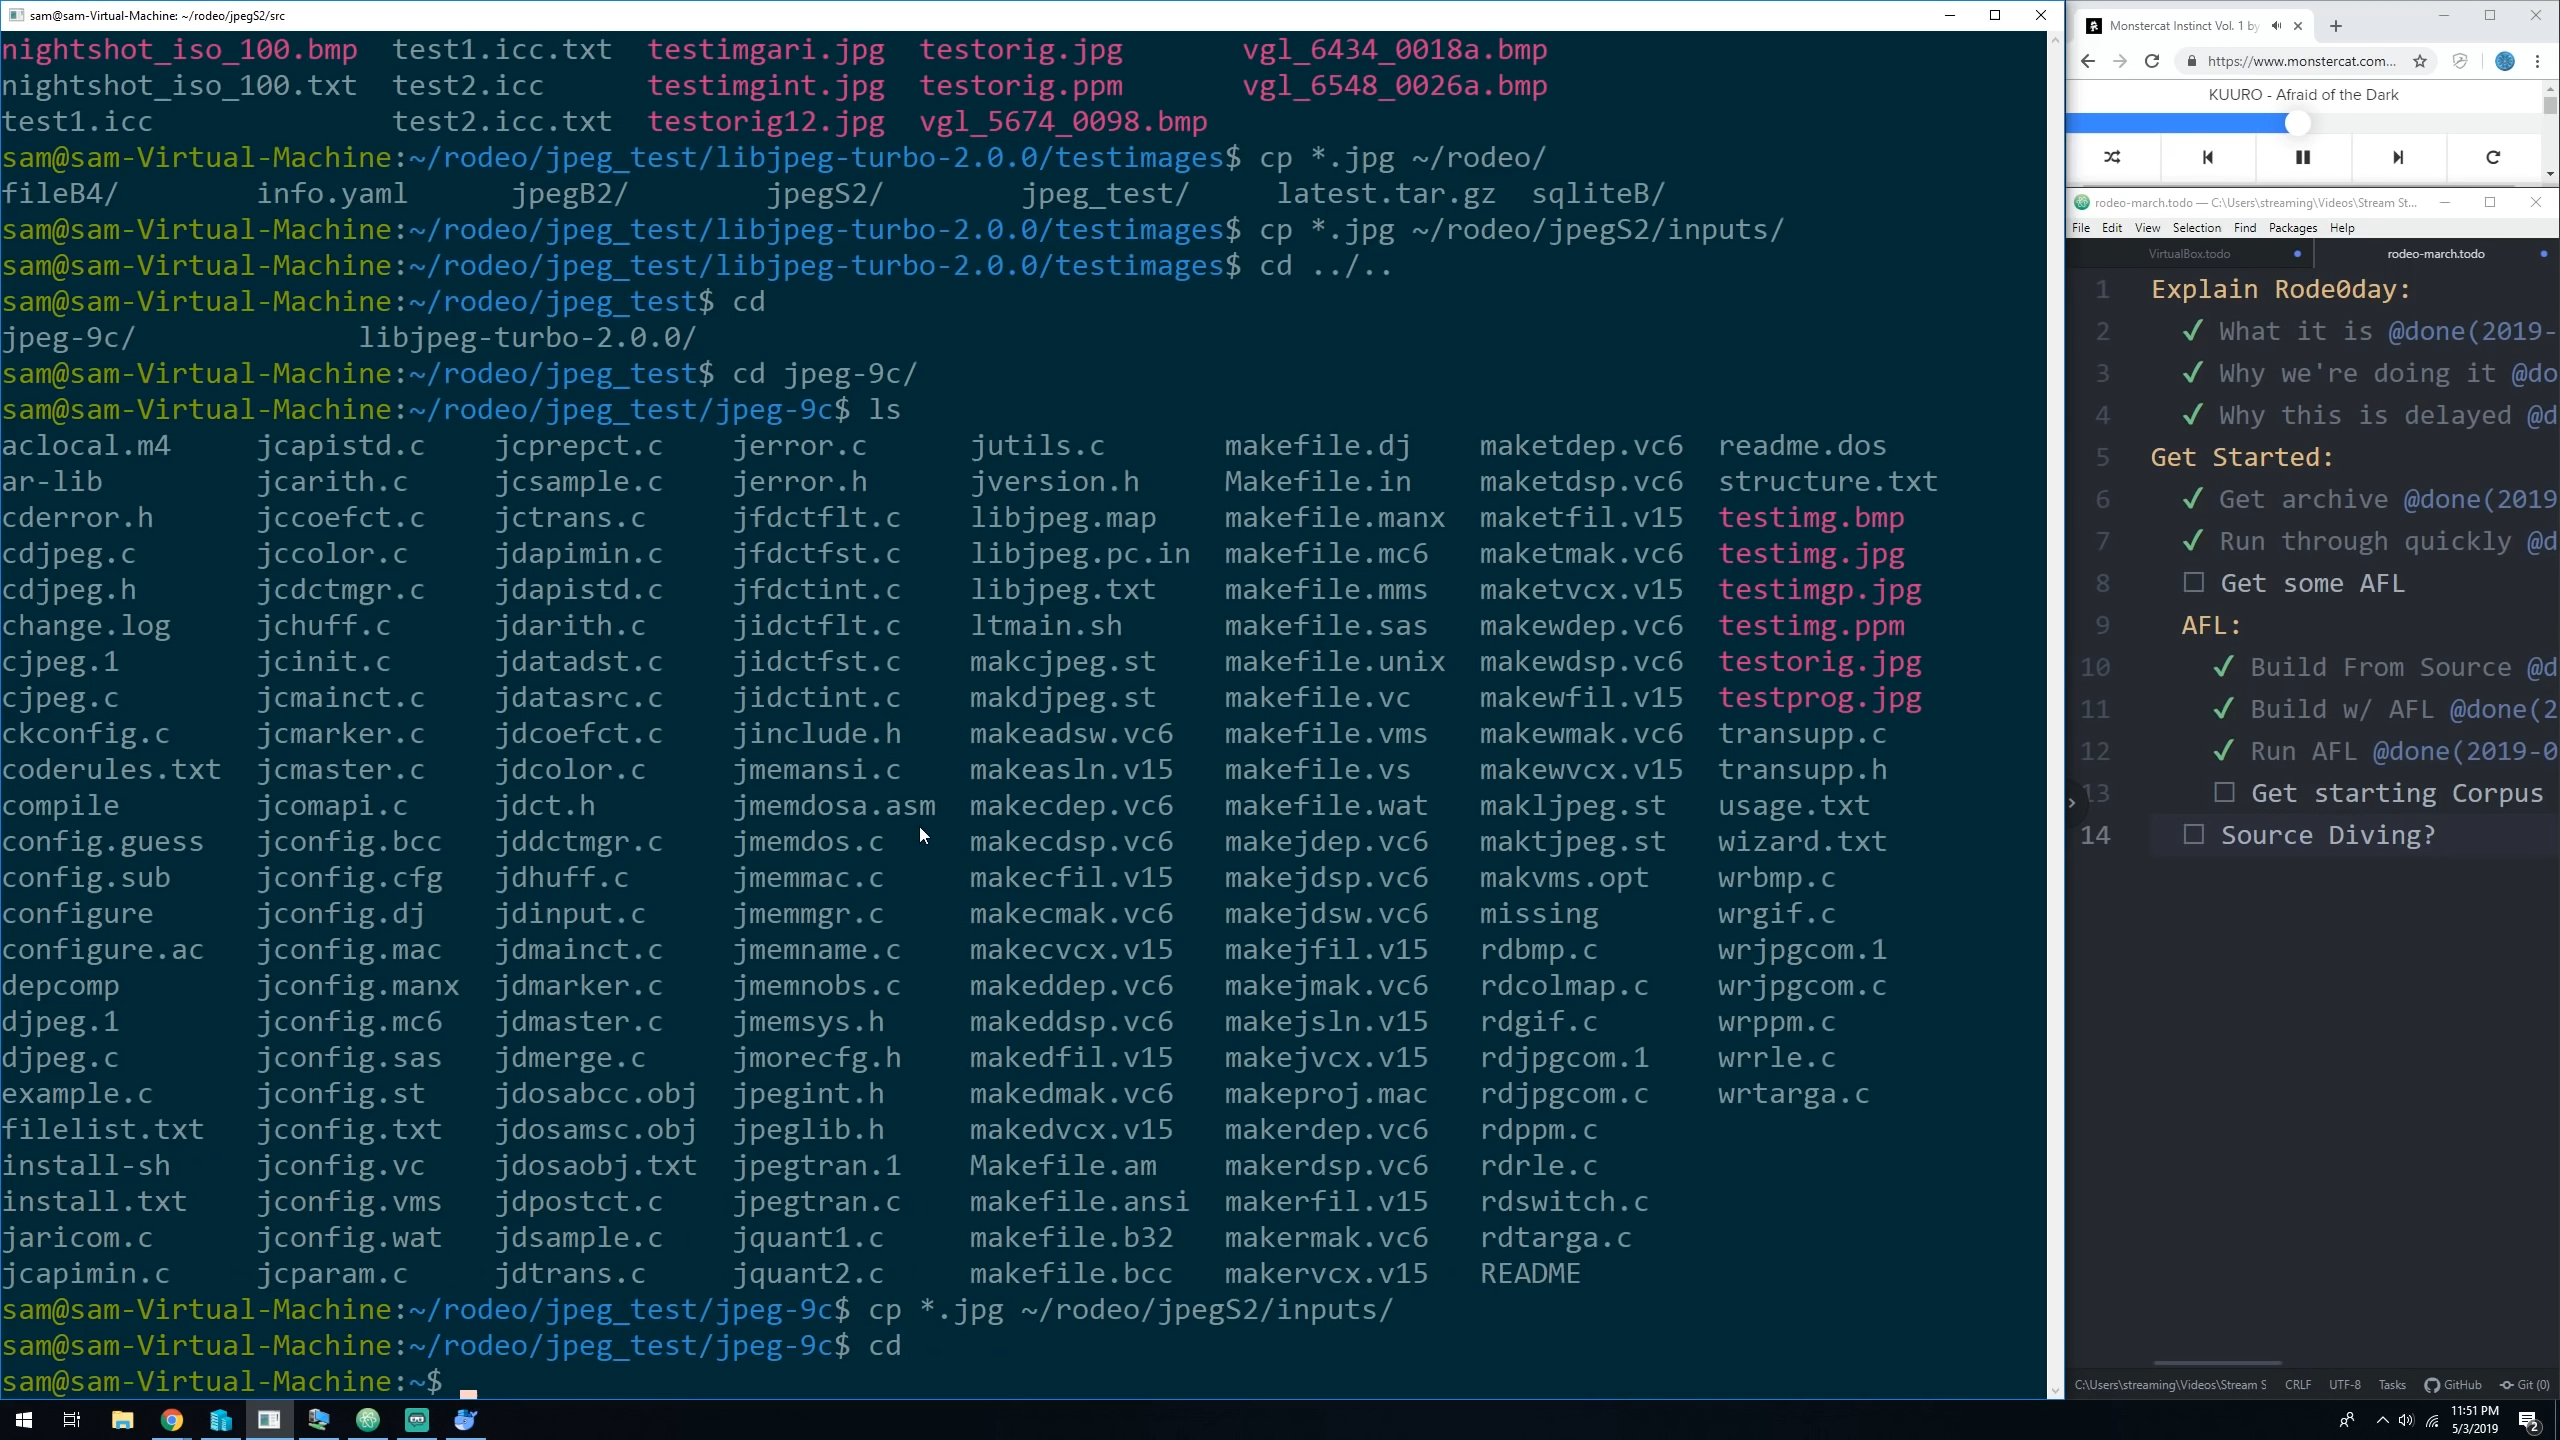 sam@sam-Virtual-Machine: ~/rodeo/jpegS2/src
nightshot_iso_100.bmp  test1.icc.txt  testimgari.jpg  testorig.jpg  vgl_6434_0018a.bmp
nightshot_iso_100.txt  test2.icc  testimgint.jpg  testorig.ppm  vgl_6548_0026a.bmp
test1.icc  test2.icc.txt  testorig12.jpg  vgl_5674_0098.bmp
sam@sam-Virtual-Machine:~/rodeo/jpeg_test/libjpeg-turbo-2.0.0/testimages$ cp *.jpg ~/rodeo/
fileB4/  info.yaml  jpegB2/  jpegS2/  jpeg_test/  latest.tar.gz  sqliteB/
sam@sam-Virtual-Machine:~/rodeo/jpeg_test/libjpeg-turbo-2.0.0/testimages$ cp *.jpg ~/rodeo/jpegS2/inputs/
sam@sam-Virtual-Machine:~/rodeo/jpeg_test/libjpeg-turbo-2.0.0/testimages$ cd ../..
sam@sam-Virtual-Machine:~/rodeo/jpeg_test$ cd
jpeg-9c/  libjpeg-turbo-2.0.0/
sam@sam-Virtual-Machine:~/rodeo/jpeg_test$ cd jpeg-9c/
sam@sam-Virtual-Machine:~/rodeo/jpeg_test/jpeg-9c$ ls
aclocal.m4  jcapistd.c  jcprepct.c  jerror.c  jutils.c  makefile.dj  maketdep.vc6  readme.dos
ar-lib  jcarith.c  jcsample.c  jerror.h  jversion.h  Makefile.in  maketdsp.vc6  structure.txt
cderror.h  jccoefct.c  jctrans.c  jfdctflt.c  libjpeg.map  makefile.manx  maketfil.v15  testimg.bmp
cdjpeg.c  jccolor.c  jdapimin.c  jfdctfst.c  libjpeg.pc.in  makefile.mc6  maketmak.vc6  testimg.jpg
cdjpeg.h  jcdctmgr.c  jdapistd.c  jfdctint.c  libjpeg.txt  makefile.mms  maketvcx.v15  testimgp.jpg
change.log  jchuff.c  jdarith.c  jidctflt.c  ltmain.sh  makefile.sas  makewdep.vc6  testimg.ppm
cjpeg.1  jcinit.c  jdatadst.c  jidctfst.c  makcjpeg.st  makefile.unix  makewdsp.vc6  testorig.jpg
cjpeg.c  jcmainct.c  jdatasrc.c  jidctint.c  makdjpeg.st  makefile.vc  makewfil.v15  testprog.jpg
ckconfig.c  jcmarker.c  jdcoefct.c  jinclude.h  makeadsw.vc6  makefile.vms  makewmak.vc6  transupp.c
coderules.txt  jcmaster.c  jdcolor.c  jmemansi.c  makeasln.v15  makefile.vs  makewvcx.v15  transupp.h
compile  jcomapi.c  jdct.h  jmemdosa.asm  makecdep.vc6  makefile.wat  makljpeg.st  usage.txt
config.guess  jconfig.bcc  jddctmgr.c  jmemdos.c  makecdsp.vc6  makejdep.vc6  maktjpeg.st  wizard.txt
config.sub  jconfig.cfg  jdhuff.c  jmemmac.c  makecfil.v15  makejdsp.vc6  makvms.opt  wrbmp.c
configure  jconfig.dj  jdinput.c  jmemmgr.c  makecmak.vc6  makejdsw.vc6  missing  wrgif.c
configure.ac  jconfig.mac  jdmainct.c  jmemname.c  makecvcx.v15  makejfil.v15  rdbmp.c  wrjpgcom.1
depcomp  jconfig.manx  jdmarker.c  jmemnobs.c  makeddep.vc6  makejmak.vc6  rdcolmap.c  wrjpgcom.c
djpeg.1  jconfig.mc6  jdmaster.c  jmemsys.h  makeddsp.vc6  makejsln.v15  rdgif.c  wrppm.c
djpeg.c  jconfig.sas  jdmerge.c  jmorecfg.h  makedfil.v15  makejvcx.v15  rdjpgcom.1  wrrle.c
example.c  jconfig.st  jdosabcc.obj  jpegint.h  makedmak.vc6  makeproj.mac  rdjpgcom.c  wrtarga.c
filelist.txt  jconfig.txt  jdosamsc.obj  jpeglib.h  makedvcx.v15  makerdep.vc6  rdppm.c
install-sh  jconfig.vc  jdosaobj.txt  jpegtran.1  Makefile.am  makerdsp.vc6  rdrle.c
install.txt  jconfig.vms  jdpostct.c  jpegtran.c  makefile.ansi  makerfil.v15  rdswitch.c
jaricom.c  jconfig.wat  jdsample.c  jquant1.c  makefile.b32  makermak.vc6  rdtarga.c
jcapimin.c  jcparam.c  jdtrans.c  jquant2.c  makefile.bcc  makervcx.v15  README
sam@sam-Virtual-Machine:~/rodeo/jpeg_test/jpeg-9c$ cp *.jpg ~/rodeo/jpegS2/inputs/
sam@sam-Virtual-Machine:~/rodeo/jpeg_test/jpeg-9c$ cd
sam@sam-Virtual-Machine:~$
Monstercat Instinct Vol. 1 by
https://www.monstercat.com...
KUURO - Afraid of the Dark
rodeo-march.todo — C:\Users\streaming\Videos\Stream St...
File  Edit  View  Selection  Find  Packages  Help
VirtualBox.todo  rodeo-march.todo
1 Explain Rode0day:
2 ✓ What it is @done(2019-
3 ✓ Why we're doing it @do
4 ✓ Why this is delayed @d
5 Get Started:
6 ✓ Get archive @done(2019
7 ✓ Run through quickly @d
8 ☐ Get some AFL
9 AFL:
10 ✓ Build From Source @d
11 ✓ Build w/ AFL @done(2
12 ✓ Run AFL @done(2019-0
13 ☐ Get starting Corpus
14 ☐ Source Diving?
C:\Users\streaming\Videos\Stream S  CRLF  UTF-8  Tasks  GitHub  Git (0)
11:51 PM
5/3/2019
2